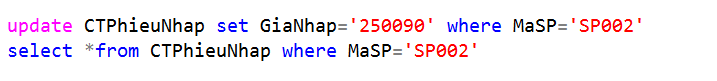 update CTPhieuNhap set GiaNhap='250090' where MaSP='SP002'
select *from CTPhieuNhap where MaSP='SP002'